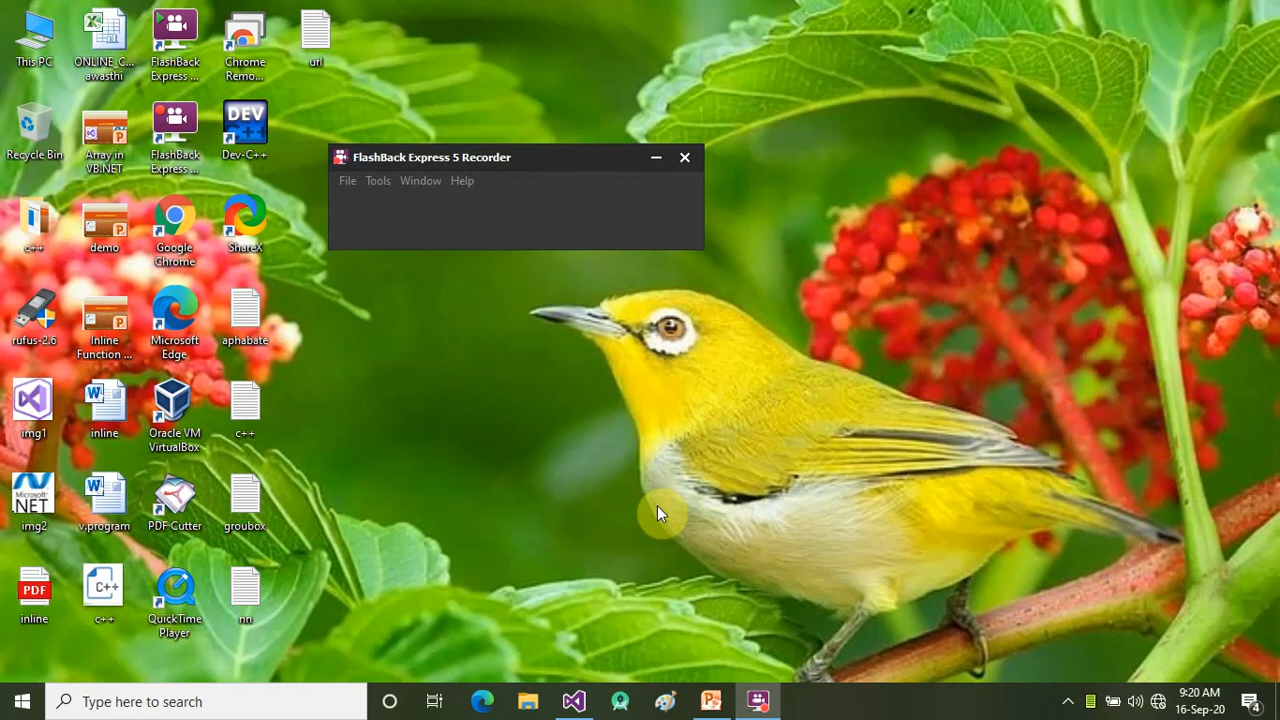 This PC
ONLINE_C...
awasthi
FlashBack
Express ...
Chrome
Remo...
url
Recycle Bin
Array in
VB.NET
FlashBack
Express ...
DEV
C++
Dev-C++
FlashBack Express 5 Recorder
File Tools Window Help
c++
demo
Google
Chrome
ShareX
rufus-2.6
Inline
Function ...
Microsoft
Edge
aphabate
img1
inline
Oracle VM
VirtualBox
c++
Microsoft
.NET
img2
v.program
PDF Cutter
groubox
PDF
inline
C++
c++
QuickTime
Player
nn
Type here to search
9:20 AM
16-Sep-20
4